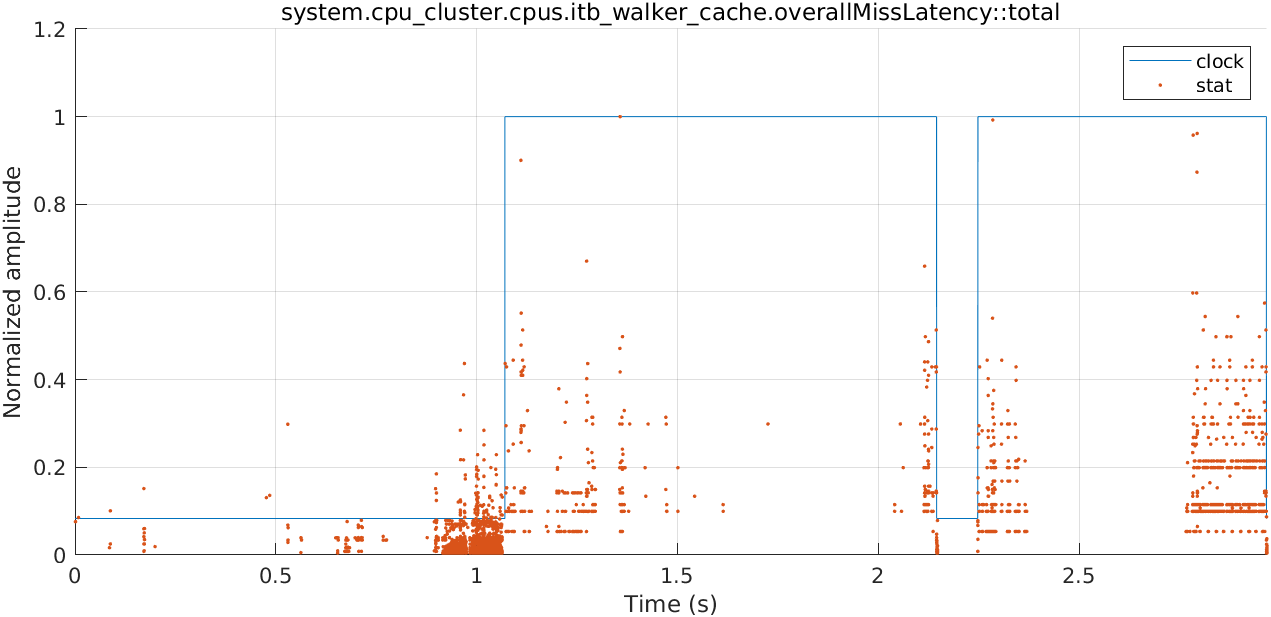 system.cpu_cluster.cpus.itb_walker_cache.overallMissLatency::total
1.2
1
0.8
0.6
0.4
0.2
0
Normalized amplitude
clock
stat
0 0.5 1 1.5 2 2.5
Time (s)